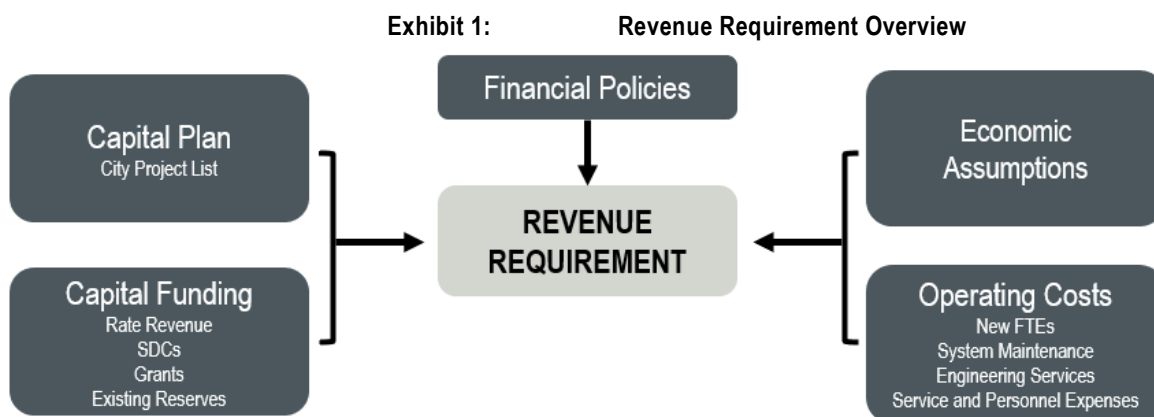 Exhibit 1: Revenue Requirement Overview
Capital Plan
City Project List
Capital Funding
Rate Revenue
SDCs
Grants
Existing Reserves
Financial Policies
REVENUE
REQUIREMENT
Economic
Assumptions
Operating Costs
New FTEs
System Maintenance
Engineering Services
Service and Personnel Expenses